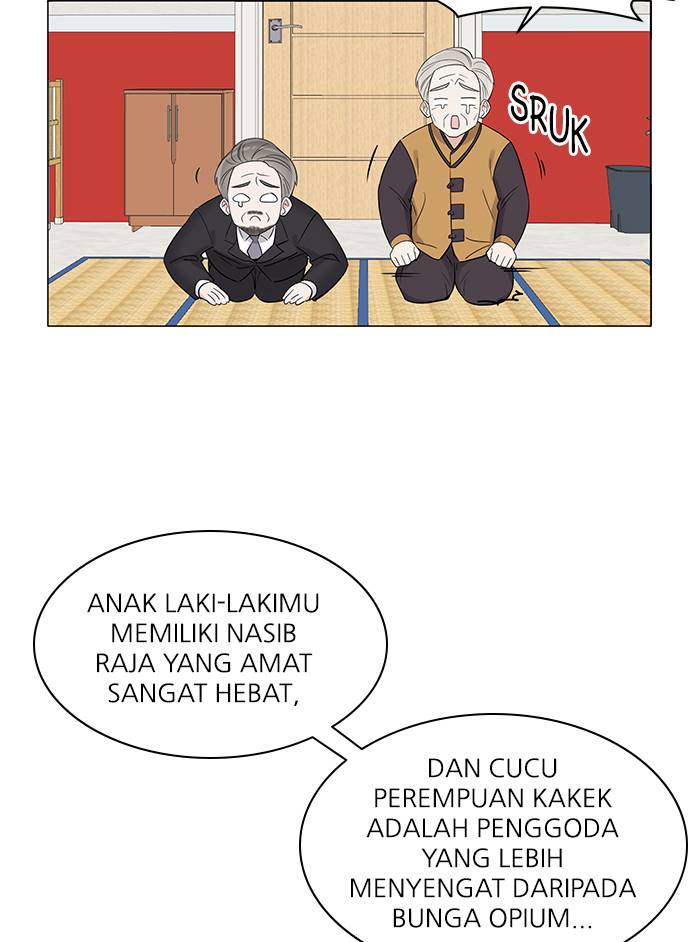 SRUK
ANAK LAKI-LAKIMU
MEMILIKI NASIB
RAJA YANG AMAT
SANGAT HEBAT,
DAN CUCU
PEREMPUAN KAKEK
ADALAH PENGGODA
YANG LEBIH
MENYENGAT DARIPADA
BUNGA OPIUM...